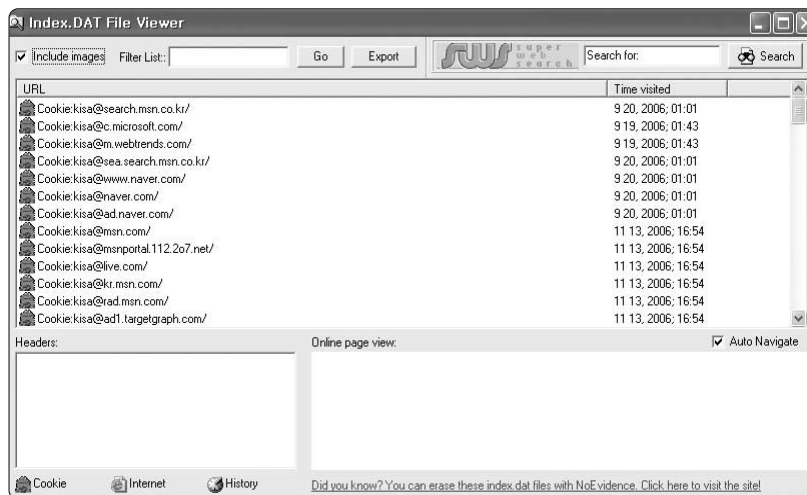 Index.DAT File Viewer
Include images Filter List:: Go Export SWS super web search Search for: Search
URL Time visited
Cookie:kisa@search.msn.co.kr/ 9 20, 2006; 01:01
Cookie:kisa@c.microsoft.com/ 9 19, 2006; 01:43
Cookie:kisa@m.webtrends.com/ 9 19, 2006; 01:43
Cookie:kisa@sea.search.msn.co.kr/ 9 20, 2006; 01:01
Cookie:kisa@www.naver.com/ 9 20, 2006; 01:01
Cookie:kisa@naver.com/ 9 20, 2006; 01:01
Cookie:kisa@ad.naver.com/ 9 20, 2006; 01:01
Cookie:kisa@msn.com/ 11 13, 2006; 16:54
Cookie:kisa@msnportal.112.2o7.net/ 11 13, 2006; 16:54
Cookie:kisa@live.com/ 11 13, 2006; 16:54
Cookie:kisa@kr.msn.com/ 11 13, 2006; 16:54
Cookie:kisa@rad.msn.com/ 11 13, 2006; 16:54
Cookie:kisa@ad1.targetgraph.com/ 11 13, 2006; 16:54
Headers: Online page view: Auto Navigate
Cookie Internet History Did you know? You can erase these index.dat files with NoEvidence. Click here to visit the site!